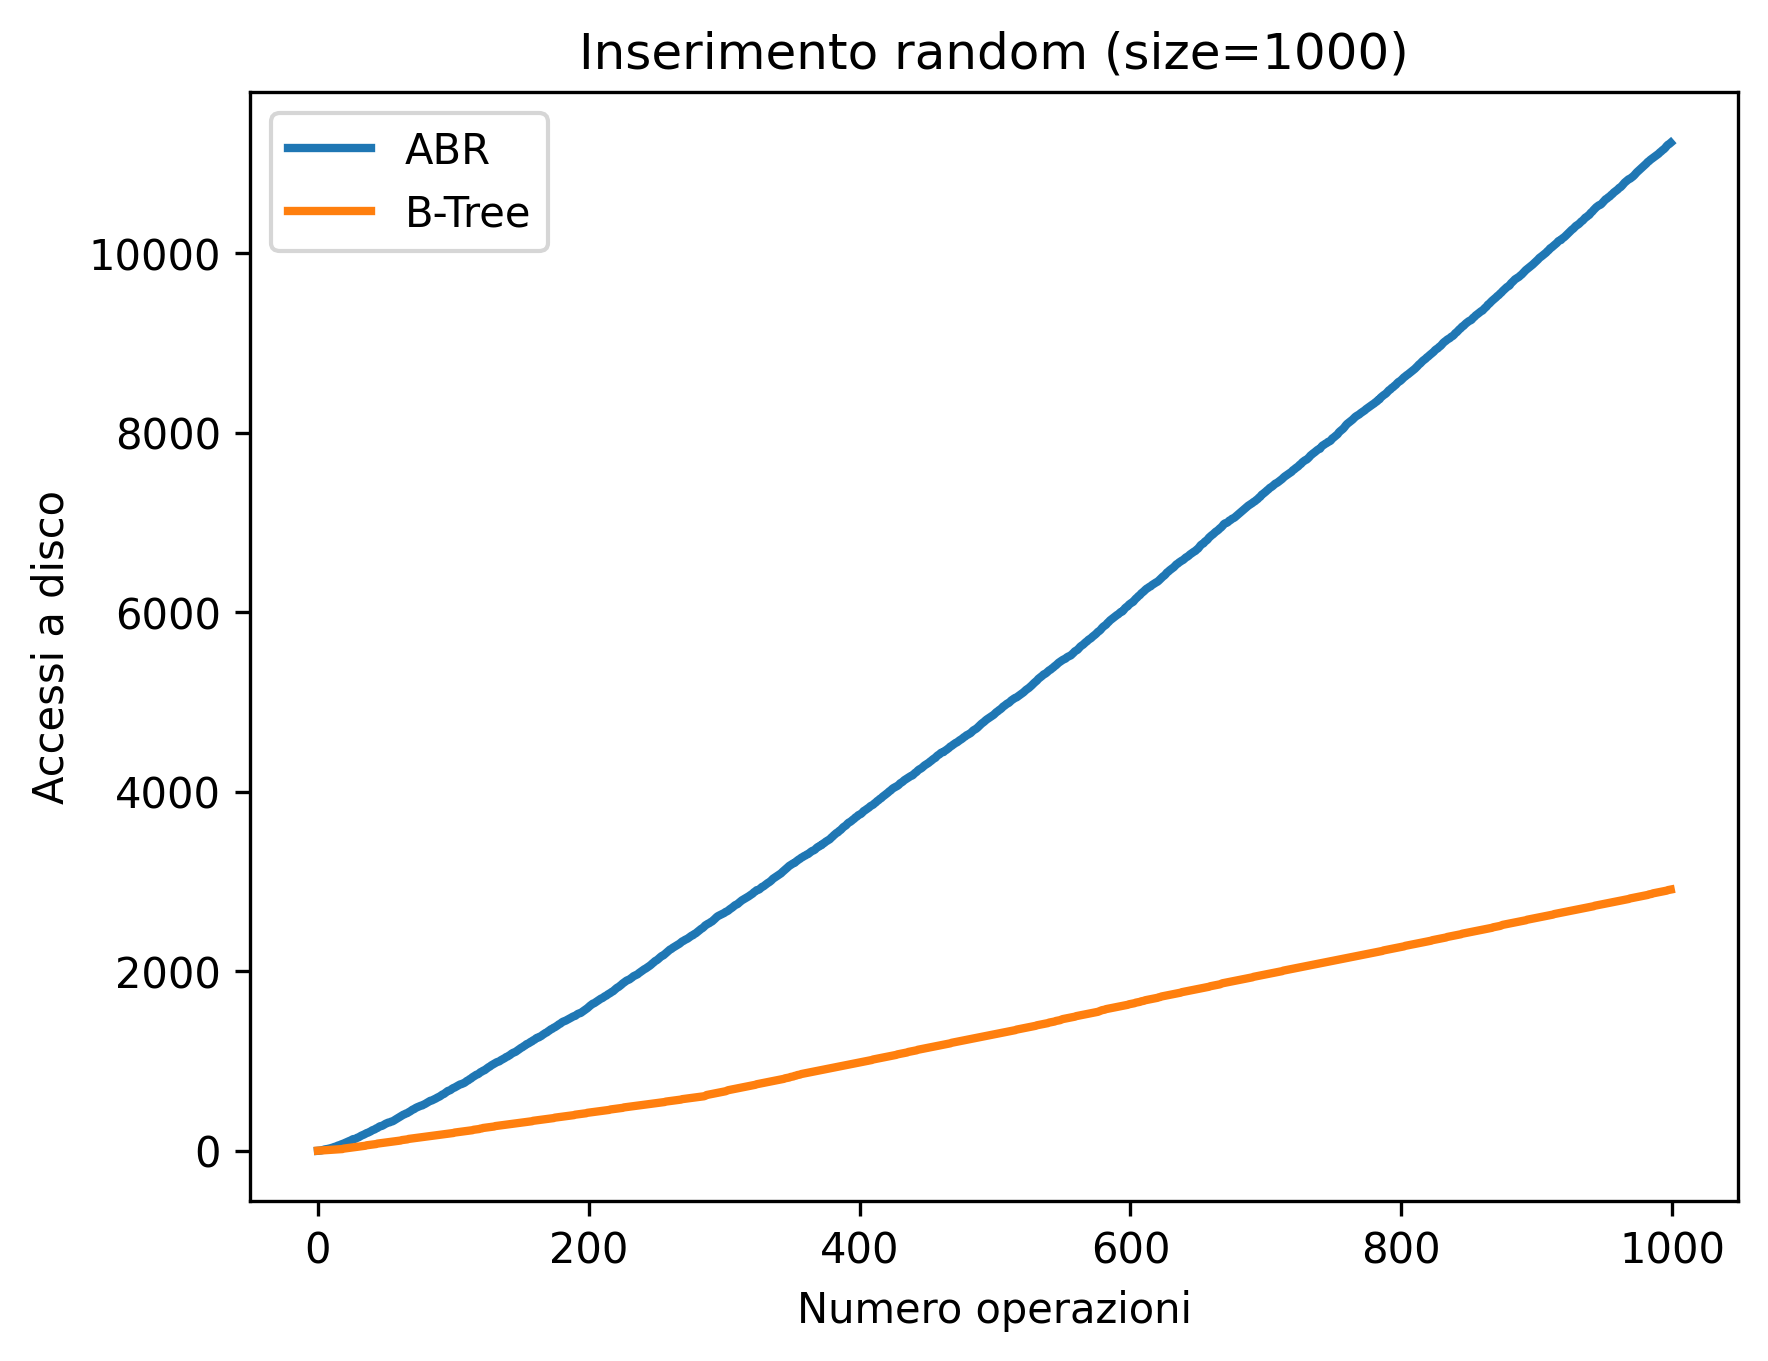 Inserimento random (size=1000)
ABR
B-Tree
Accessi a disco
10000
8000
6000
4000
2000
0
0 200 400 600 800 1000
Numero operazioni